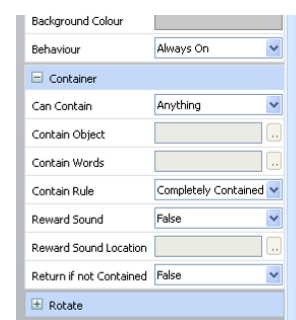 Background Colour
Behaviour Always On
Container
Can Contain Anything
Contain Object ..
Contain Words ..
Contain Rule Completely Contained
Reward Sound False
Reward Sound Location ..
Return if not Contained False
Rotate